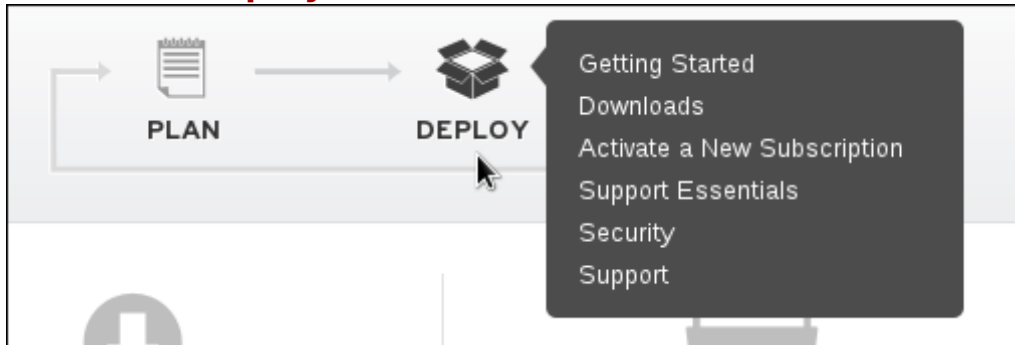 PLAN
DEPLOY
Getting Started
Downloads
Activate a New Subscription
Support Essentials
Security
Support